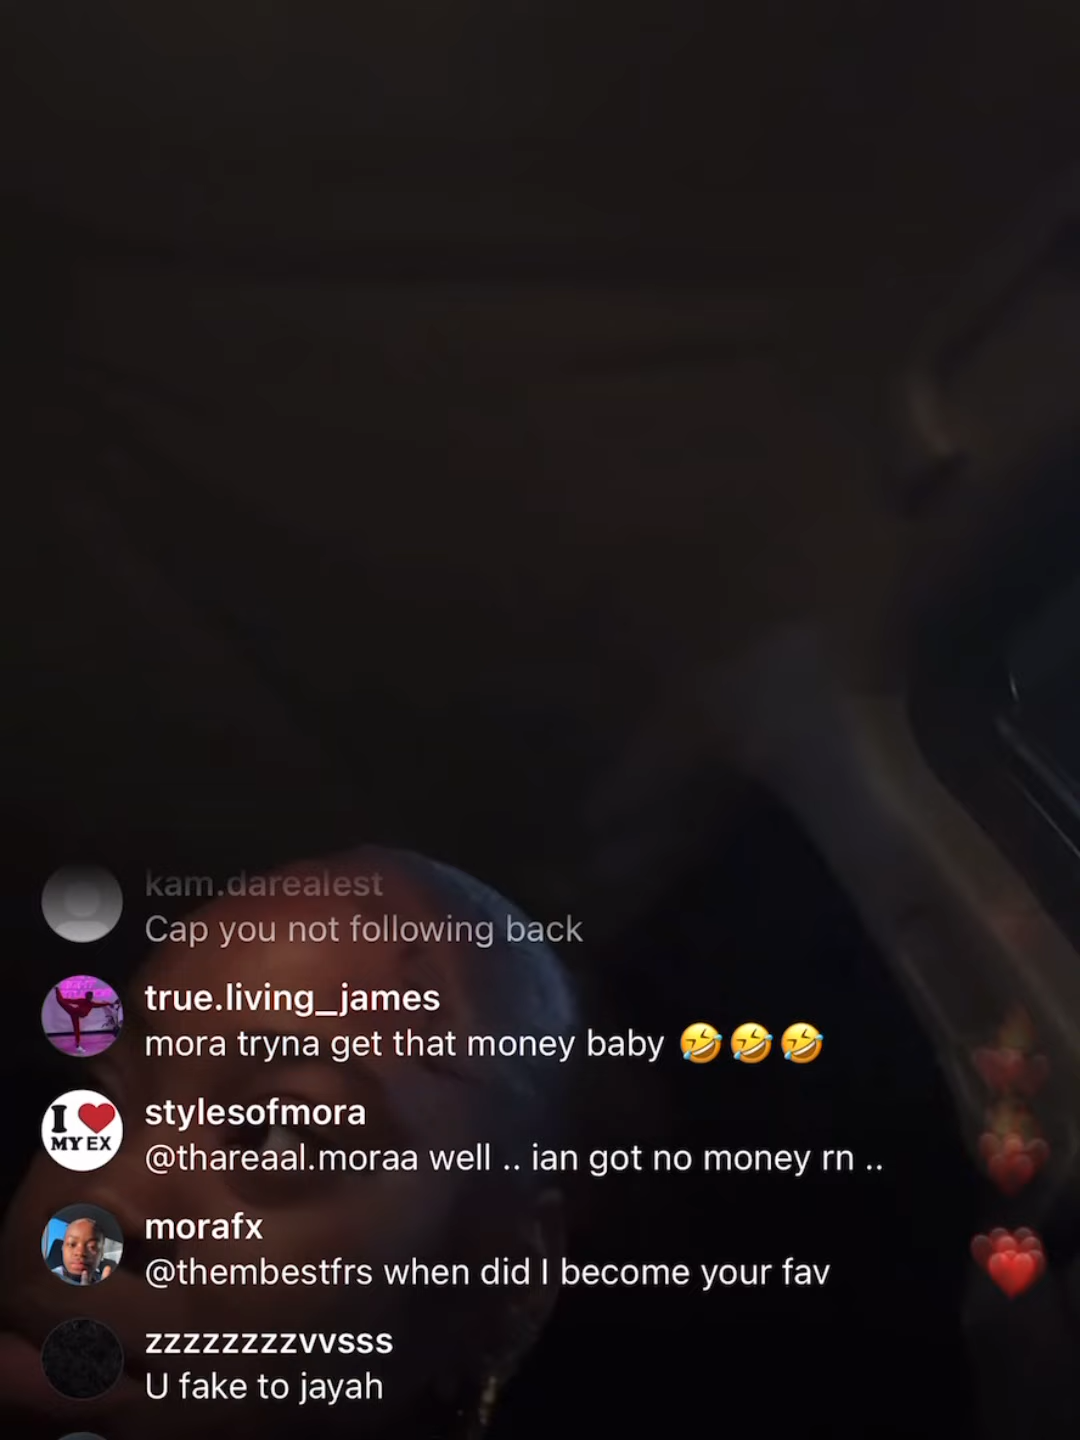 kam.darealest
Cap you not following back
true.living_james
mora tryna get that money baby 🤣🤣🤣
stylesofmora
I ❤ MY EX
@thareaal.moraa well .. ian got no money rn ..
morafx
@thembestfrs when did I become your fav
zzzzzzzzvvsss
U fake to jayah